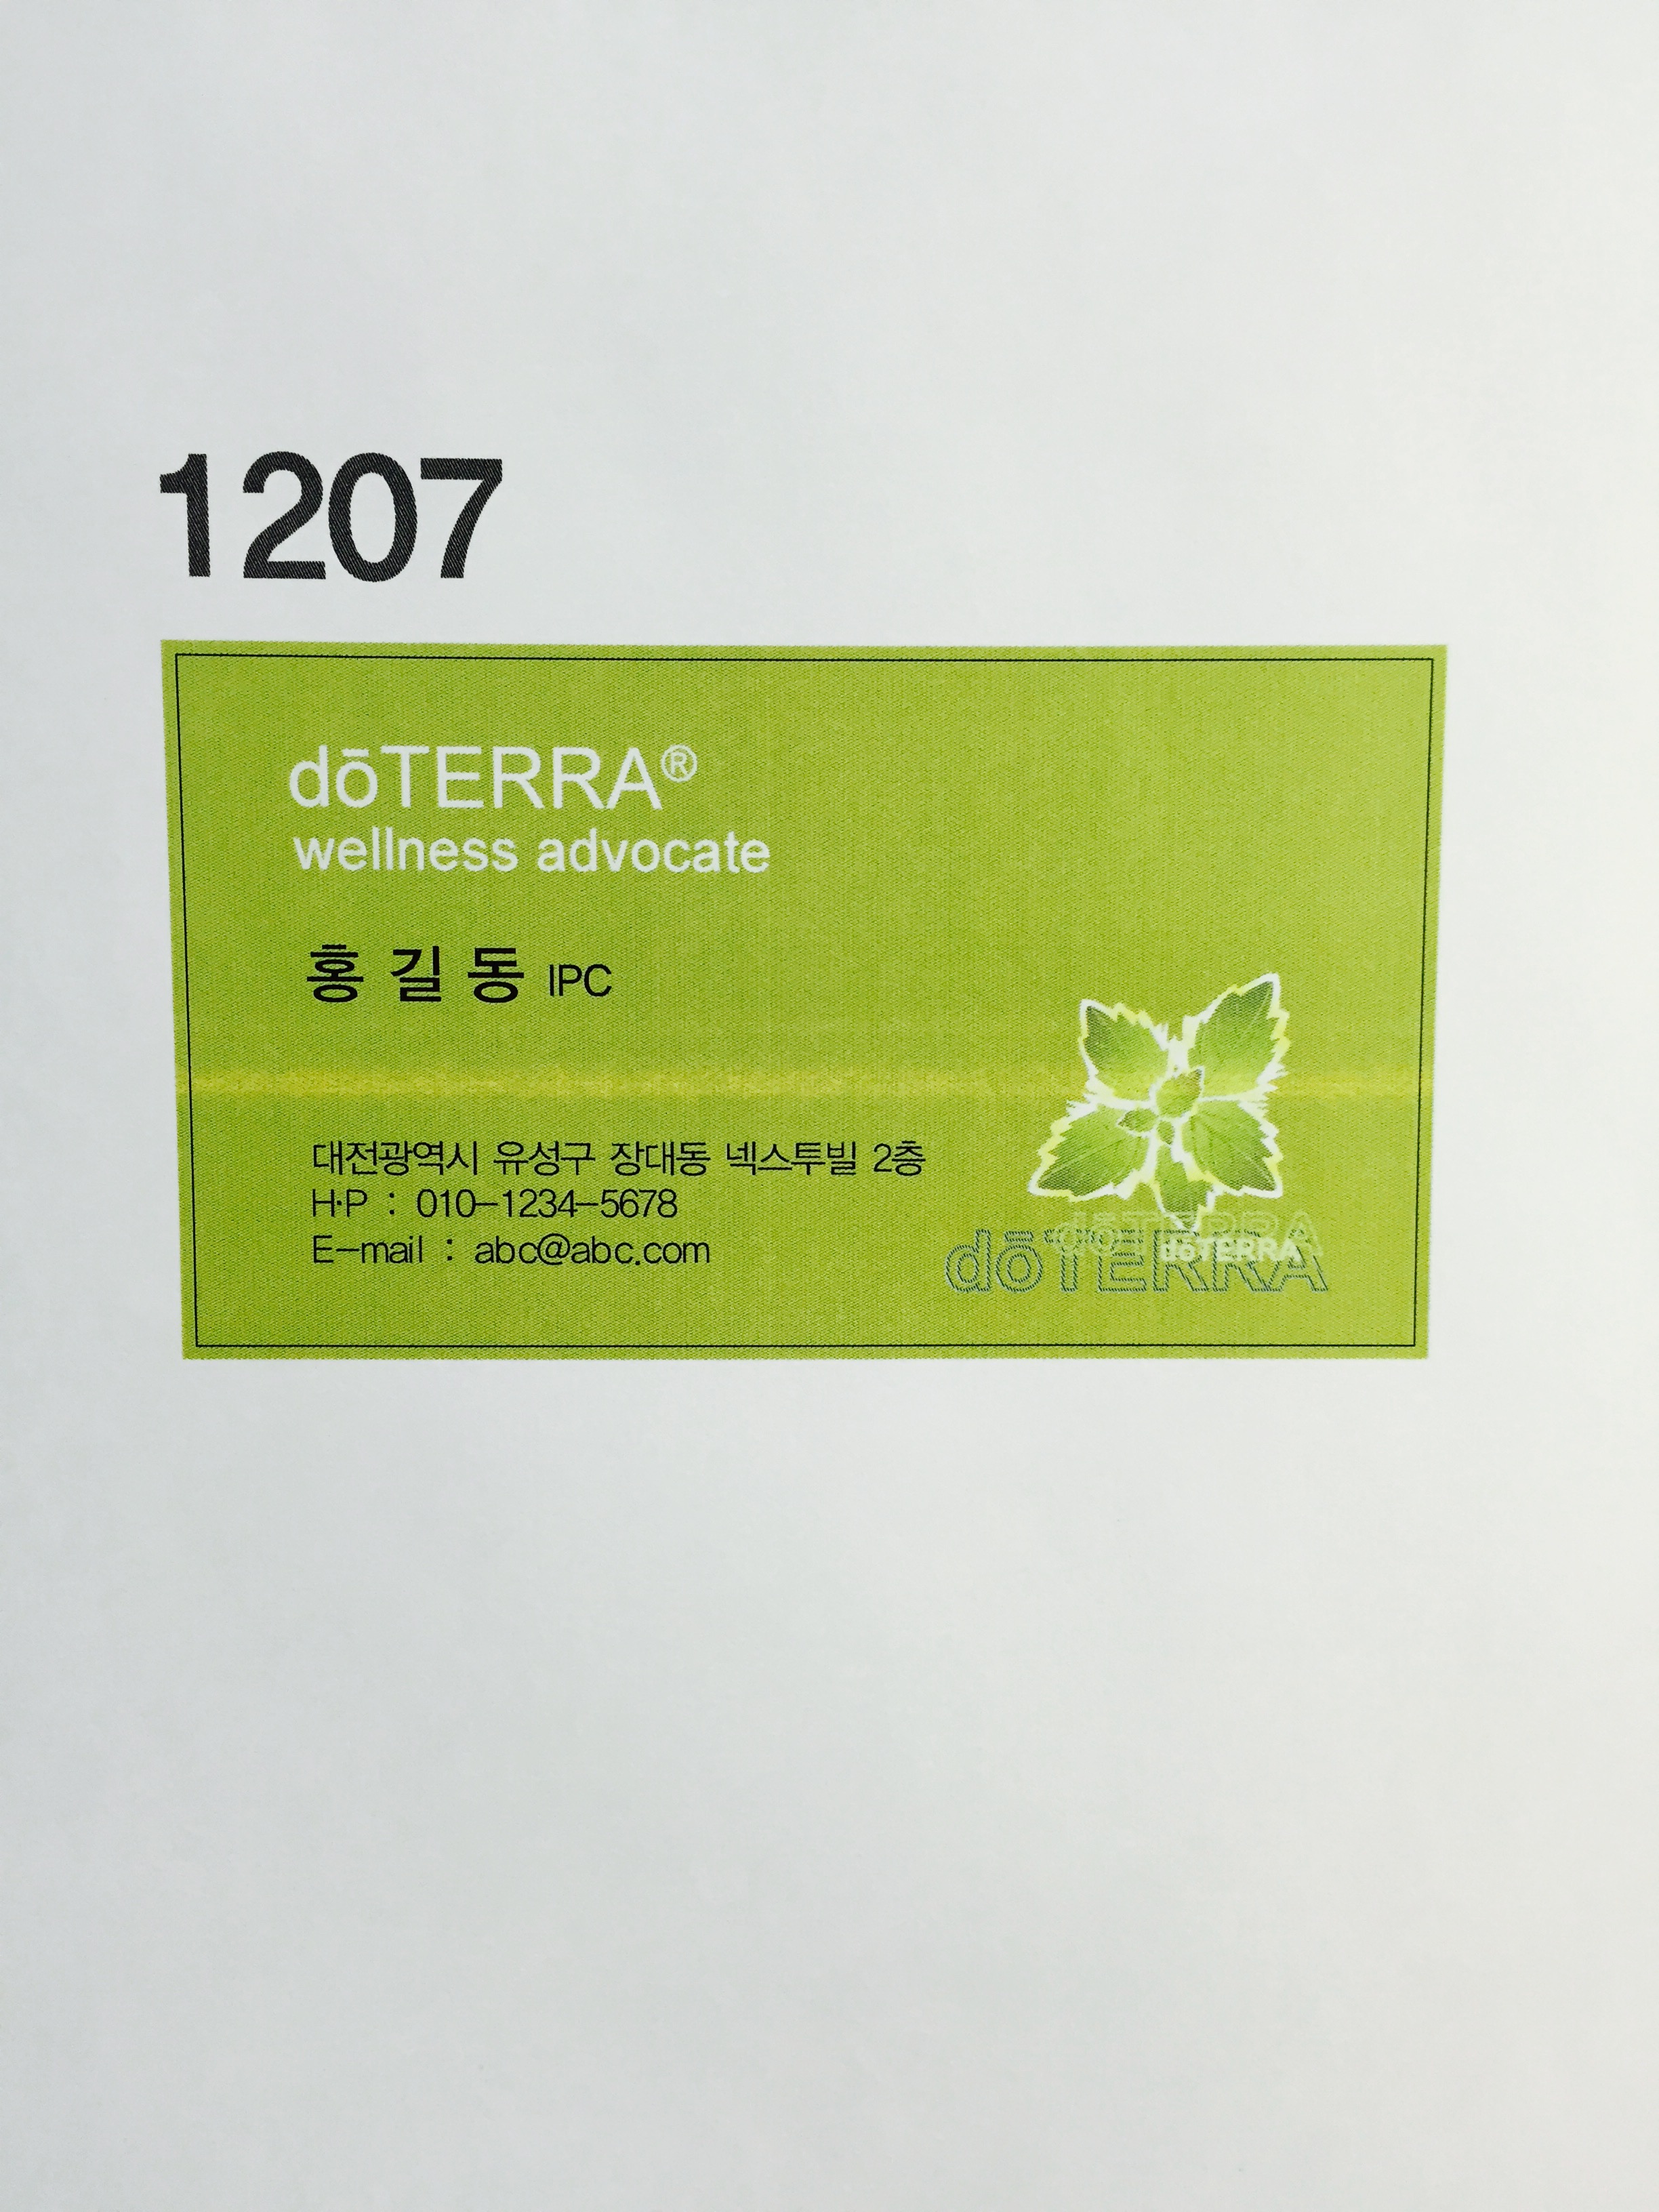 1207
dōTERRA®
wellness advocate
홍 길 동 IPC
대전광역시 유성구 장대동 넥스투빌 2층
H·P : 010-1234-5678
E-mail : abc@abc.com
dōTERRA
dōTERRA
dōTERRA